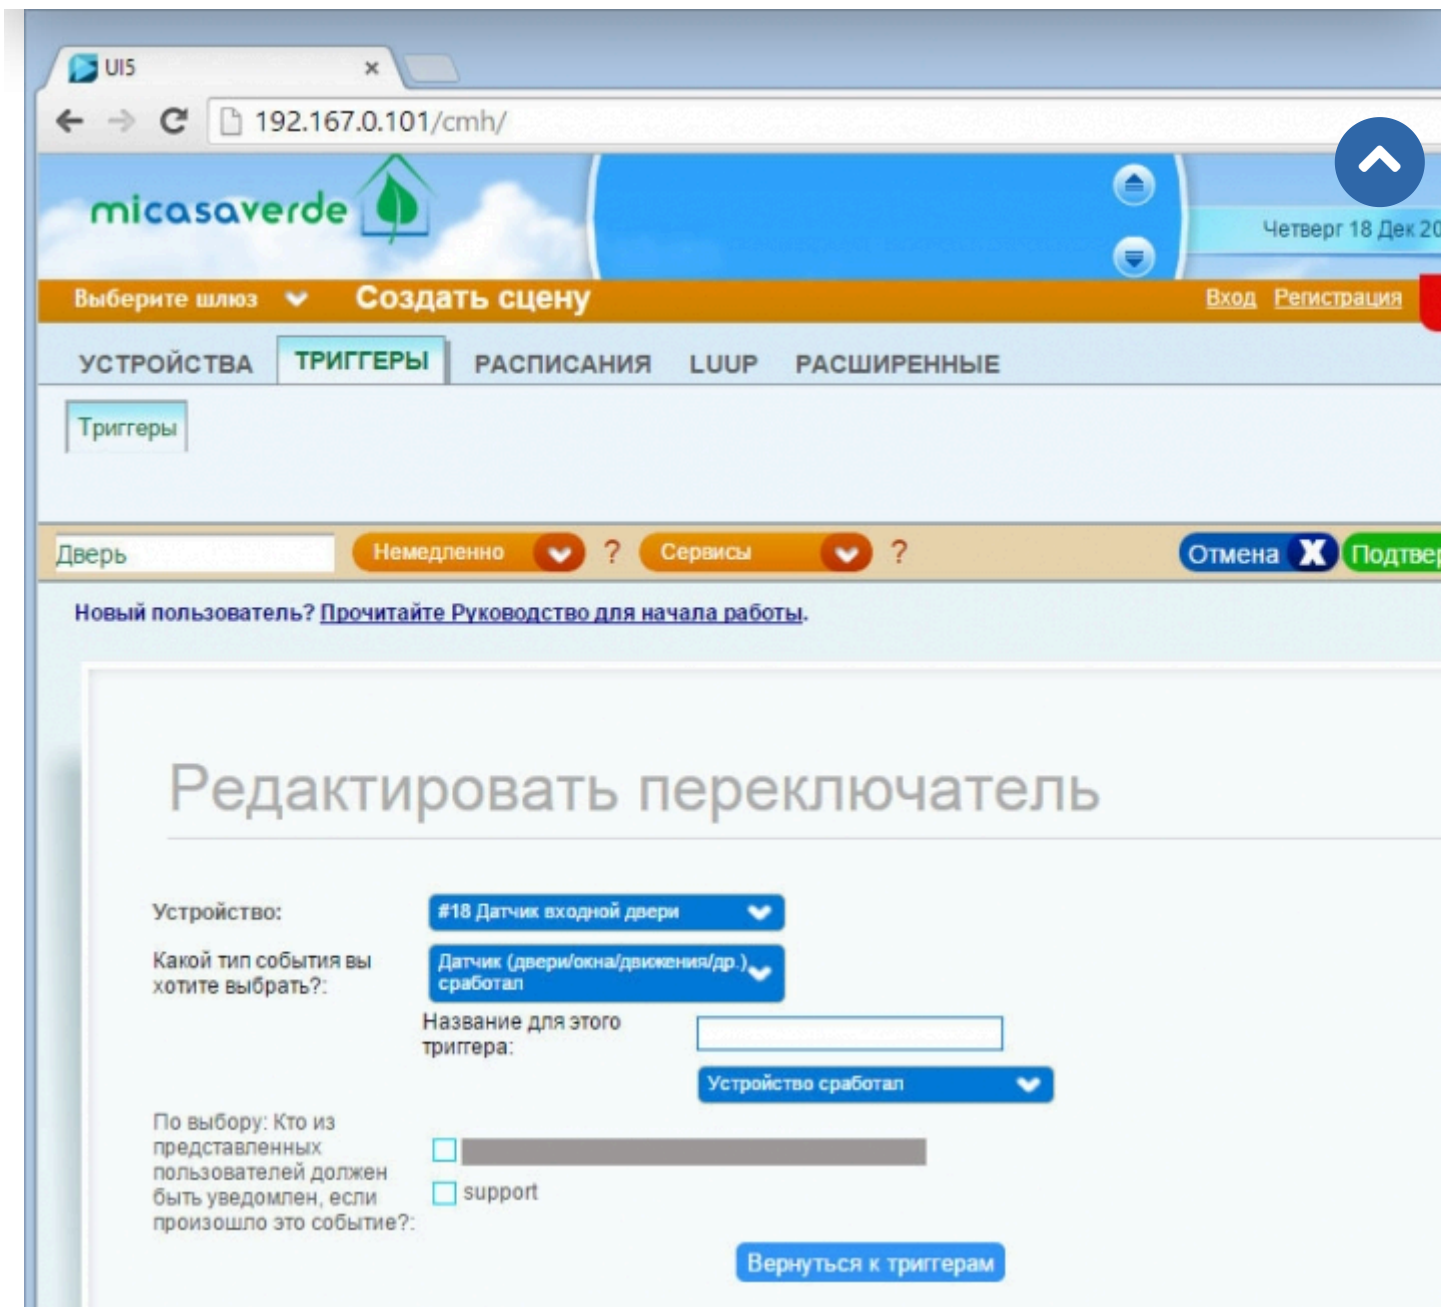 UI5
192.167.0.101/cmh/
micasaverde
Четверг 18 Дек 20
Выберите шлюз Создать сцену Вход Регистрация
УСТРОЙСТВА ТРИГГЕРЫ РАСПИСАНИЯ LUUP РАСШИРЕННЫЕ
Триггеры
Дверь Немедленно ? Сервисы ? Отмена X Подтвер
Новый пользователь? Прочитайте Руководство для начала работы.
Редактировать переключатель
Устройство: #18 Датчик входной двери
Какой тип события вы
хотите выбрать?:
Датчик (двери/окна/движения/др.)
сработал
Название для этого
триггера:
Устройство сработал
По выбору: Кто из
представленных
пользователей должен
быть уведомлен, если
произошло это событие?:
support
Вернуться к триггерам